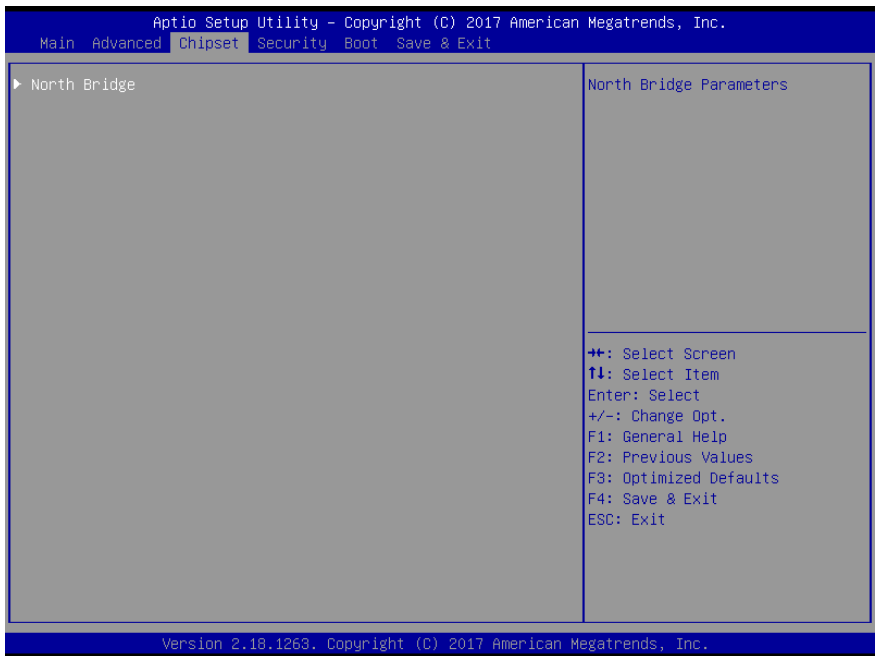 Aptio Setup Utility – Copyright (C) 2017 American Megatrends, Inc.
Main Advanced Chipset Security Boot Save & Exit
▶ North Bridge
North Bridge Parameters
→←: Select Screen
↑↓: Select Item
Enter: Select
+/-: Change Opt.
F1: General Help
F2: Previous Values
F3: Optimized Defaults
F4: Save & Exit
ESC: Exit
Version 2.18.1263. Copyright (C) 2017 American Megatrends, Inc.